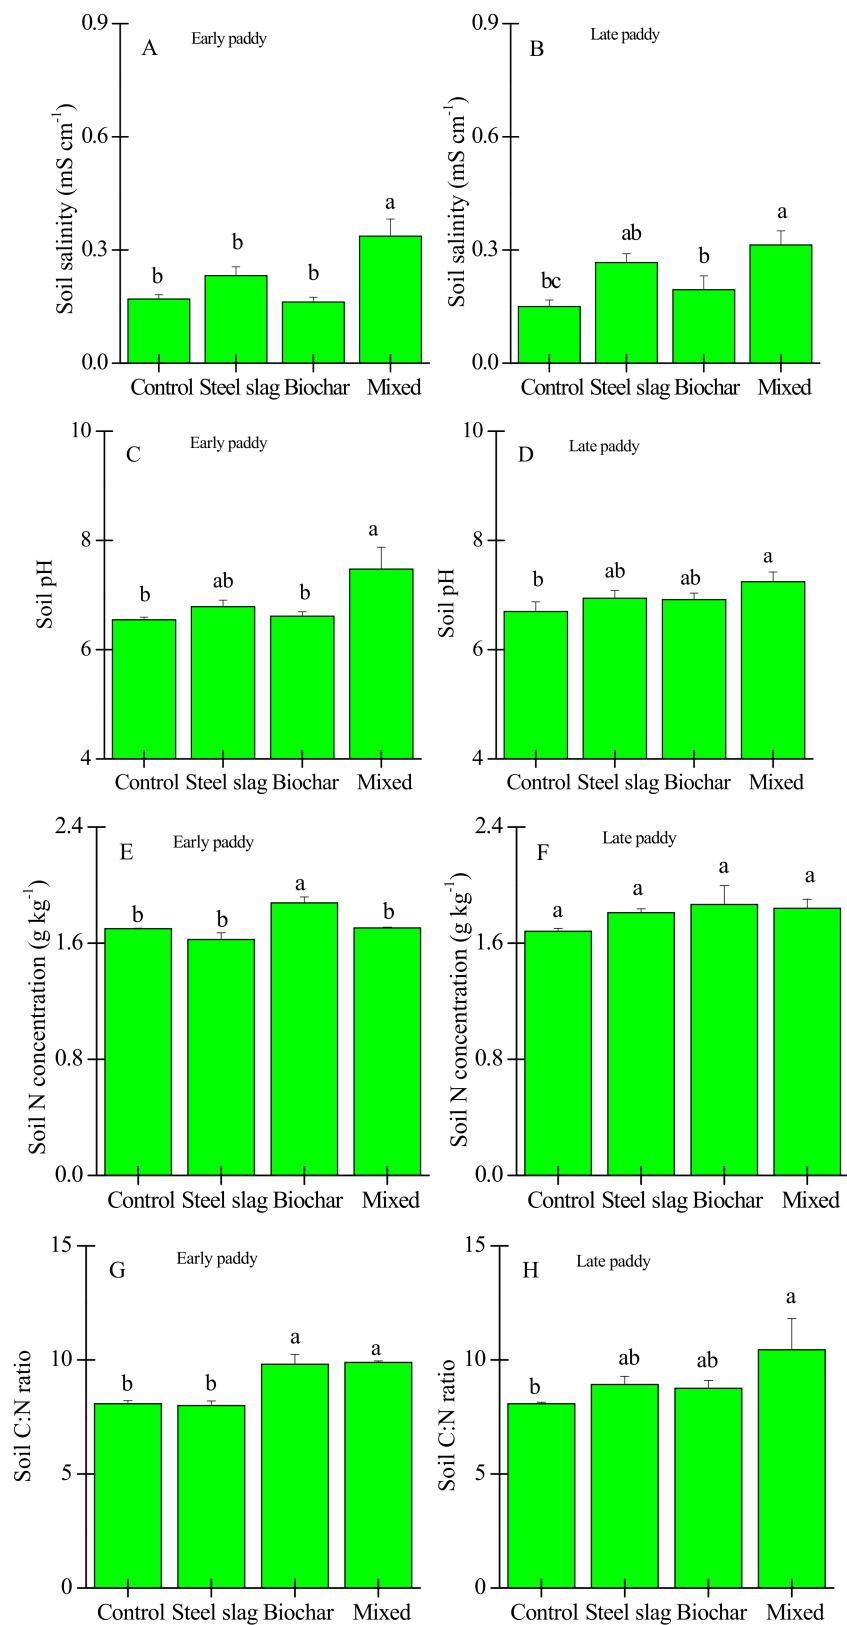 A Early paddy
Soil salinity (mS cm⁻¹)
0.9
0.6
0.3
0.0
b
b
b
a
Control Steel slag Biochar Mixed
B Late paddy
Soil salinity (mS cm⁻¹)
0.9
0.6
0.3
0.0
bc
ab
b
a
Control Steel slag Biochar Mixed
C Early paddy
Soil pH
10
8
6
4
b
ab
b
a
Control Steel slag Biochar Mixed
D Late paddy
Soil pH
10
8
6
4
b
ab
ab
a
Control Steel slag Biochar Mixed
E Early paddy
Soil N concentration (g kg⁻¹)
2.4
1.6
0.8
0.0
b
b
a
b
Control Steel slag Biochar Mixed
F Late paddy
Soil N concentration (g kg⁻¹)
2.4
1.6
0.8
0.0
a
a
a
a
Control Steel slag Biochar Mixed
G Early paddy
Soil C:N ratio
15
10
5
0
b
b
a
a
Control Steel slag Biochar Mixed
H Late paddy
Soil C:N ratio
15
10
5
0
b
ab
ab
a
Control Steel slag Biochar Mixed